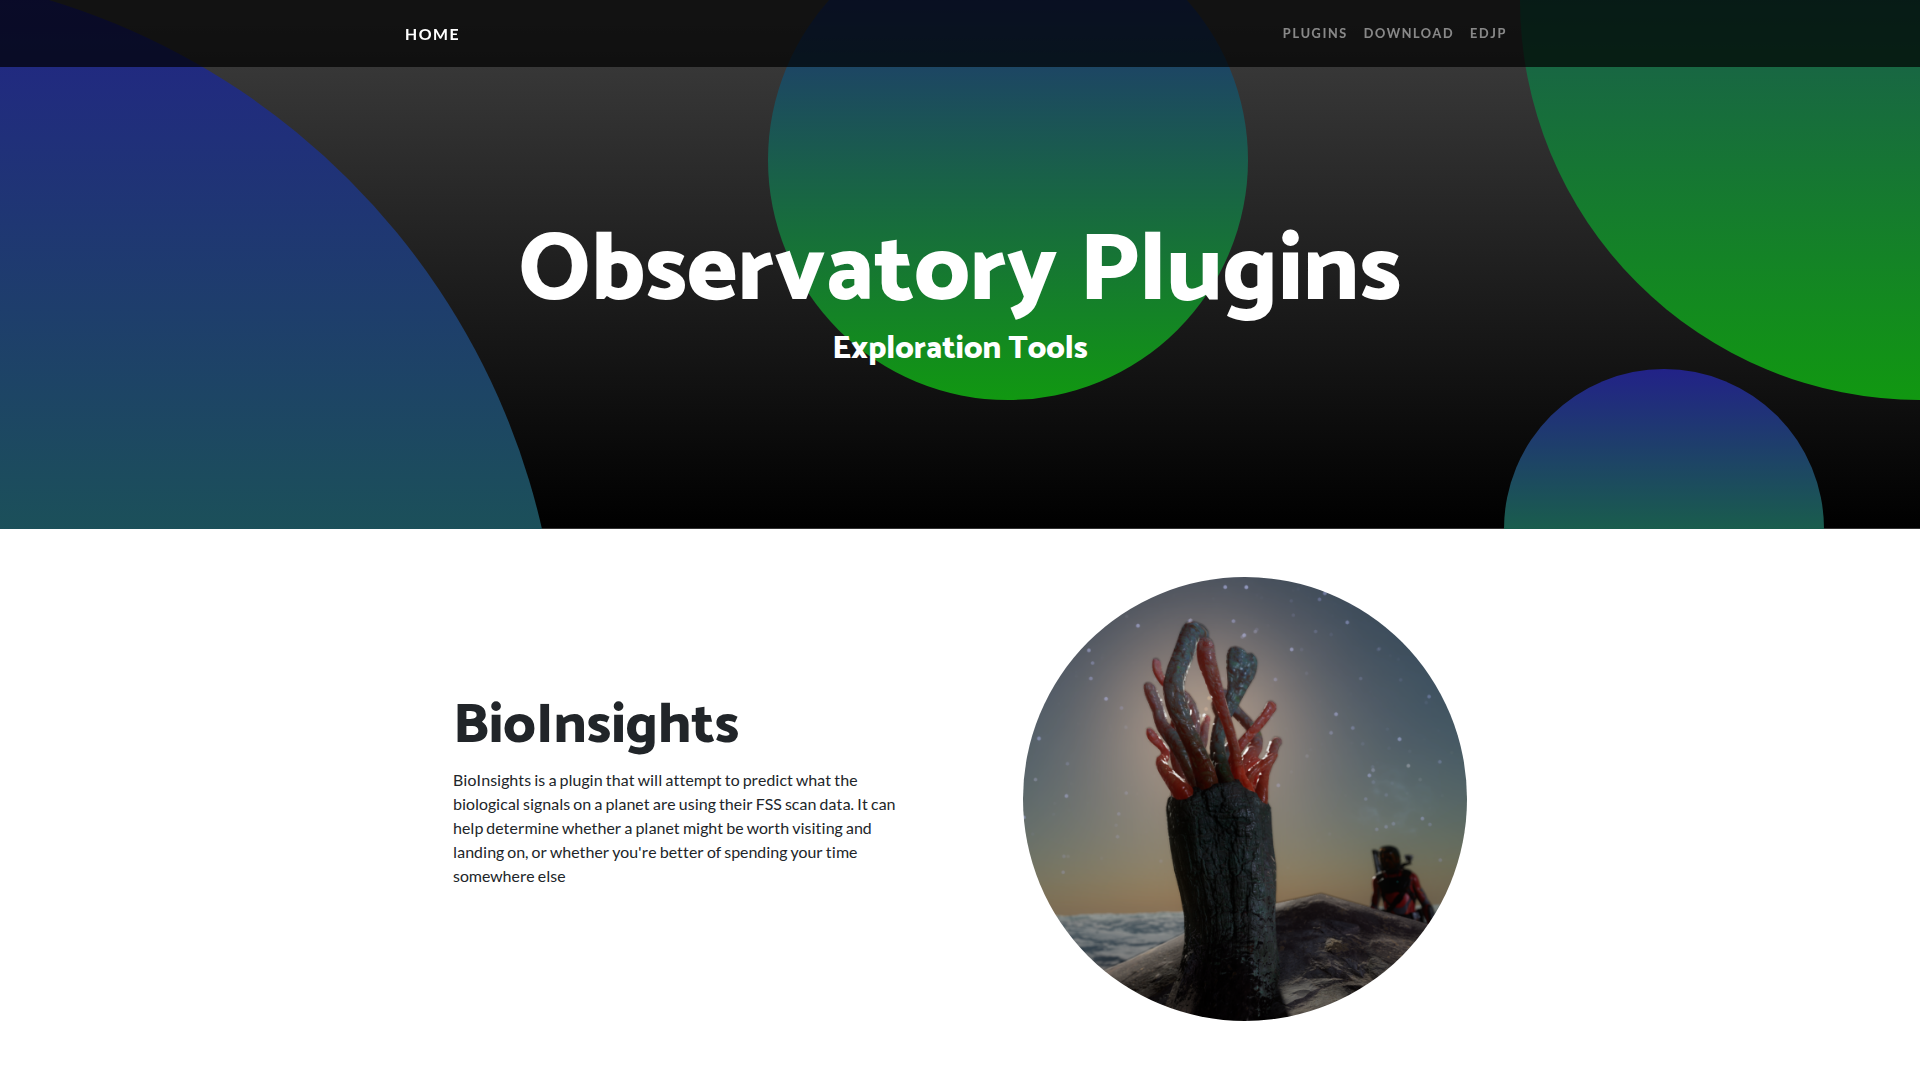 HOME
PLUGINS DOWNLOAD EDJP
Observatory Plugins
Exploration Tools
BioInsights
BioInsights is a plugin that will attempt to predict what the
biological signals on a planet are using their FSS scan data. It can
help determine whether a planet might be worth visiting and
landing on, or whether you're better of spending your time
somewhere else